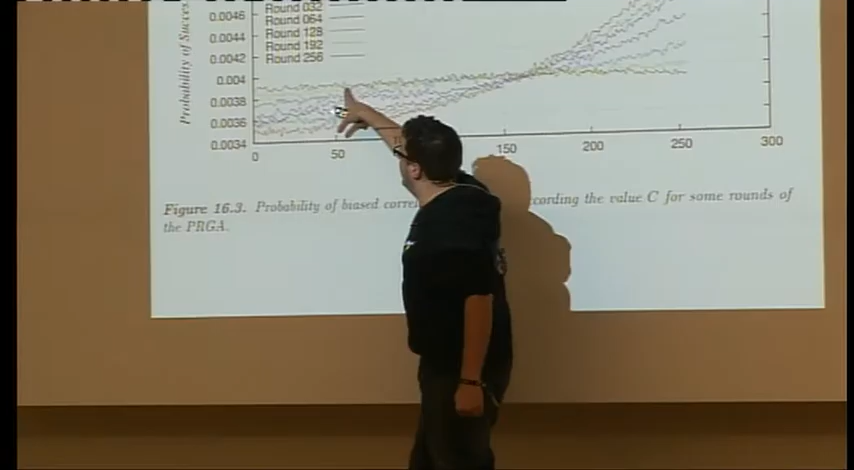 0.0046
0.0044
0.0042
0.004
0.0038
0.0036
0.0034
Probability of Succes
Round 032
Round 064
Round 128
Round 192
Round 256
0
50
150
200
250
300
Figure 16.3. Probability of biased corre cording the value C for some rounds of
the PRGA.